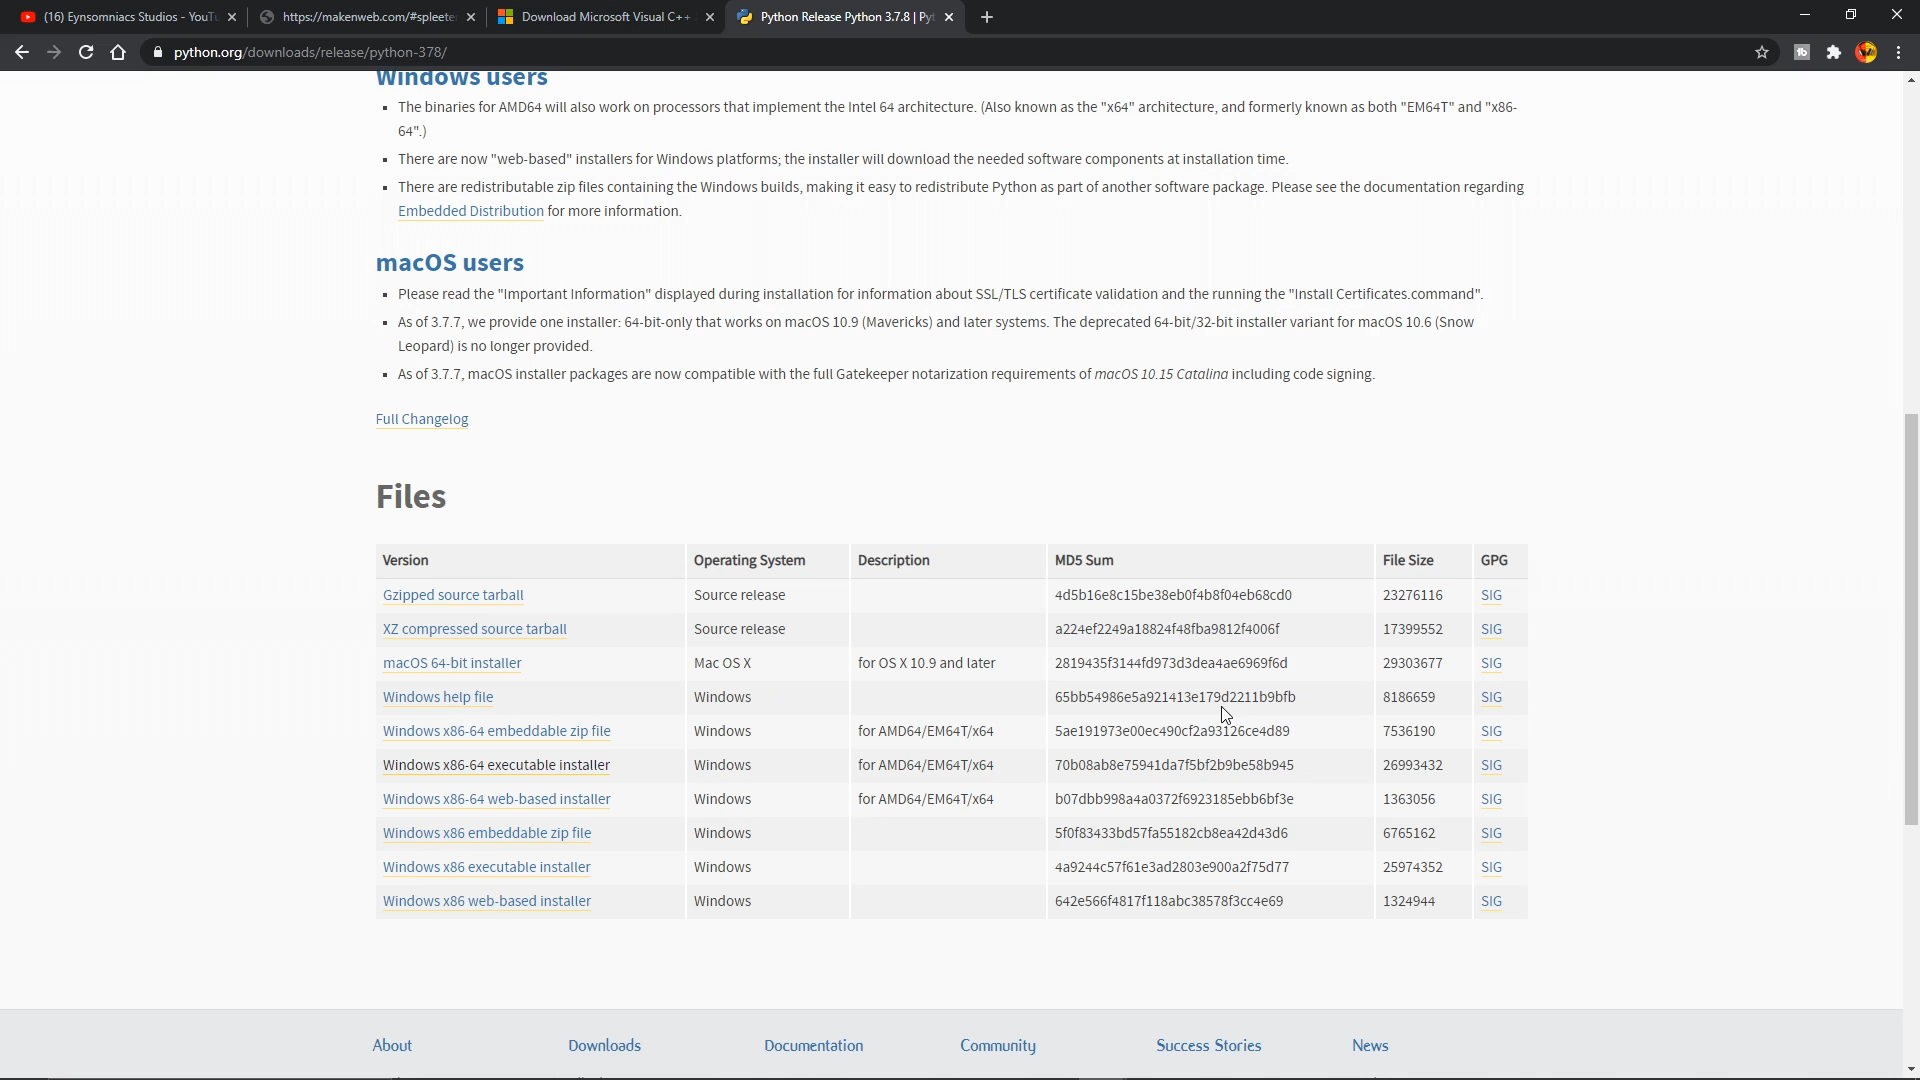 (16) Eynsomniacs Studios - YouTu
https://makenweb.com/#spleeter
Download Microsoft Visual C++
Python Release Python 3.7.8 | Pyt
python.org/downloads/release/python-378/
Windows users
The binaries for AMD64 will also work on processors that implement the Intel 64 architecture. (Also known as the "x64" architecture, and formerly known as both "EM64T" and "x86-
64".)
There are now "web-based" installers for Windows platforms; the installer will download the needed software components at installation time.
There are redistributable zip files containing the Windows builds, making it easy to redistribute Python as part of another software package. Please see the documentation regarding
Embedded Distribution for more information.
macOS users
Please read the "Important Information" displayed during installation for information about SSL/TLS certificate validation and the running the "Install Certificates.command".
As of 3.7.7, we provide one installer: 64-bit-only that works on macOS 10.9 (Mavericks) and later systems. The deprecated 64-bit/32-bit installer variant for macOS 10.6 (Snow
Leopard) is no longer provided.
As of 3.7.7, macOS installer packages are now compatible with the full Gatekeeper notarization requirements of macOS 10.15 Catalina including code signing.
Full Changelog
Files
Version Operating System Description MD5 Sum File Size GPG
Gzipped source tarball Source release 4d5b16e8c15be38eb0f4b8f04eb68cd0 23276116 SIG
XZ compressed source tarball Source release a224ef2249a18824f48fba9812f4006f 17399552 SIG
macOS 64-bit installer Mac OS X for OS X 10.9 and later 2819435f3144fd973d3dea4ae6969f6d 29303677 SIG
Windows help file Windows 65bb54986e5a921413e179d2211b9bfb 8186659 SIG
Windows x86-64 embeddable zip file Windows for AMD64/EM64T/x64 5ae191973e00ec490cf2a93126ce4d89 7536190 SIG
Windows x86-64 executable installer Windows for AMD64/EM64T/x64 70b08ab8e75941da7f5bf2b9be58b945 26993432 SIG
Windows x86-64 web-based installer Windows for AMD64/EM64T/x64 b07dbb998a4a0372f6923185ebb6bf3e 1363056 SIG
Windows x86 embeddable zip file Windows 5f0f83433bd57fa55182cb8ea42d43d6 6765162 SIG
Windows x86 executable installer Windows 4a9244c57f61e3ad2803e900a2f75d77 25974352 SIG
Windows x86 web-based installer Windows 642e566f4817f118abc38578f3cc4e69 1324944 SIG
About Downloads Documentation Community Success Stories News